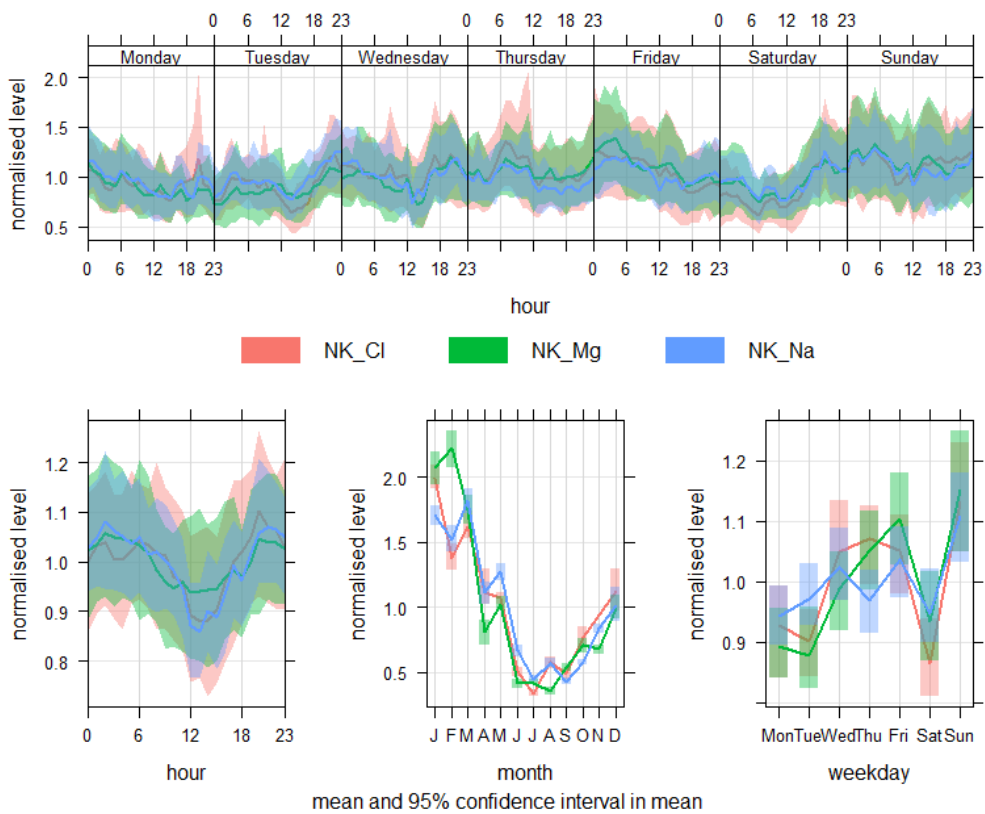 0 6 12 18 23 0 6 12 18 23 0 6 12 18 23
Monday Tuesday Wednesday Thursday Friday Saturday Sunday
normalised level
2.0
1.5
1.0
0.5
0 6 12 18 23 0 6 12 18 23 0 6 12 18 23 0 6 12 18 23
hour
NK_Cl NK_Mg NK_Na
normalised level
1.2
1.1
1.0
0.9
0.8
0 6 12 18 23
hour
normalised level
2.0
1.5
1.0
0.5
J F M A M J J A S O N D
month
normalised level
1.2
1.1
1.0
0.9
Mon Tue Wed Thu Fri Sat Sun
weekday
mean and 95% confidence interval in mean